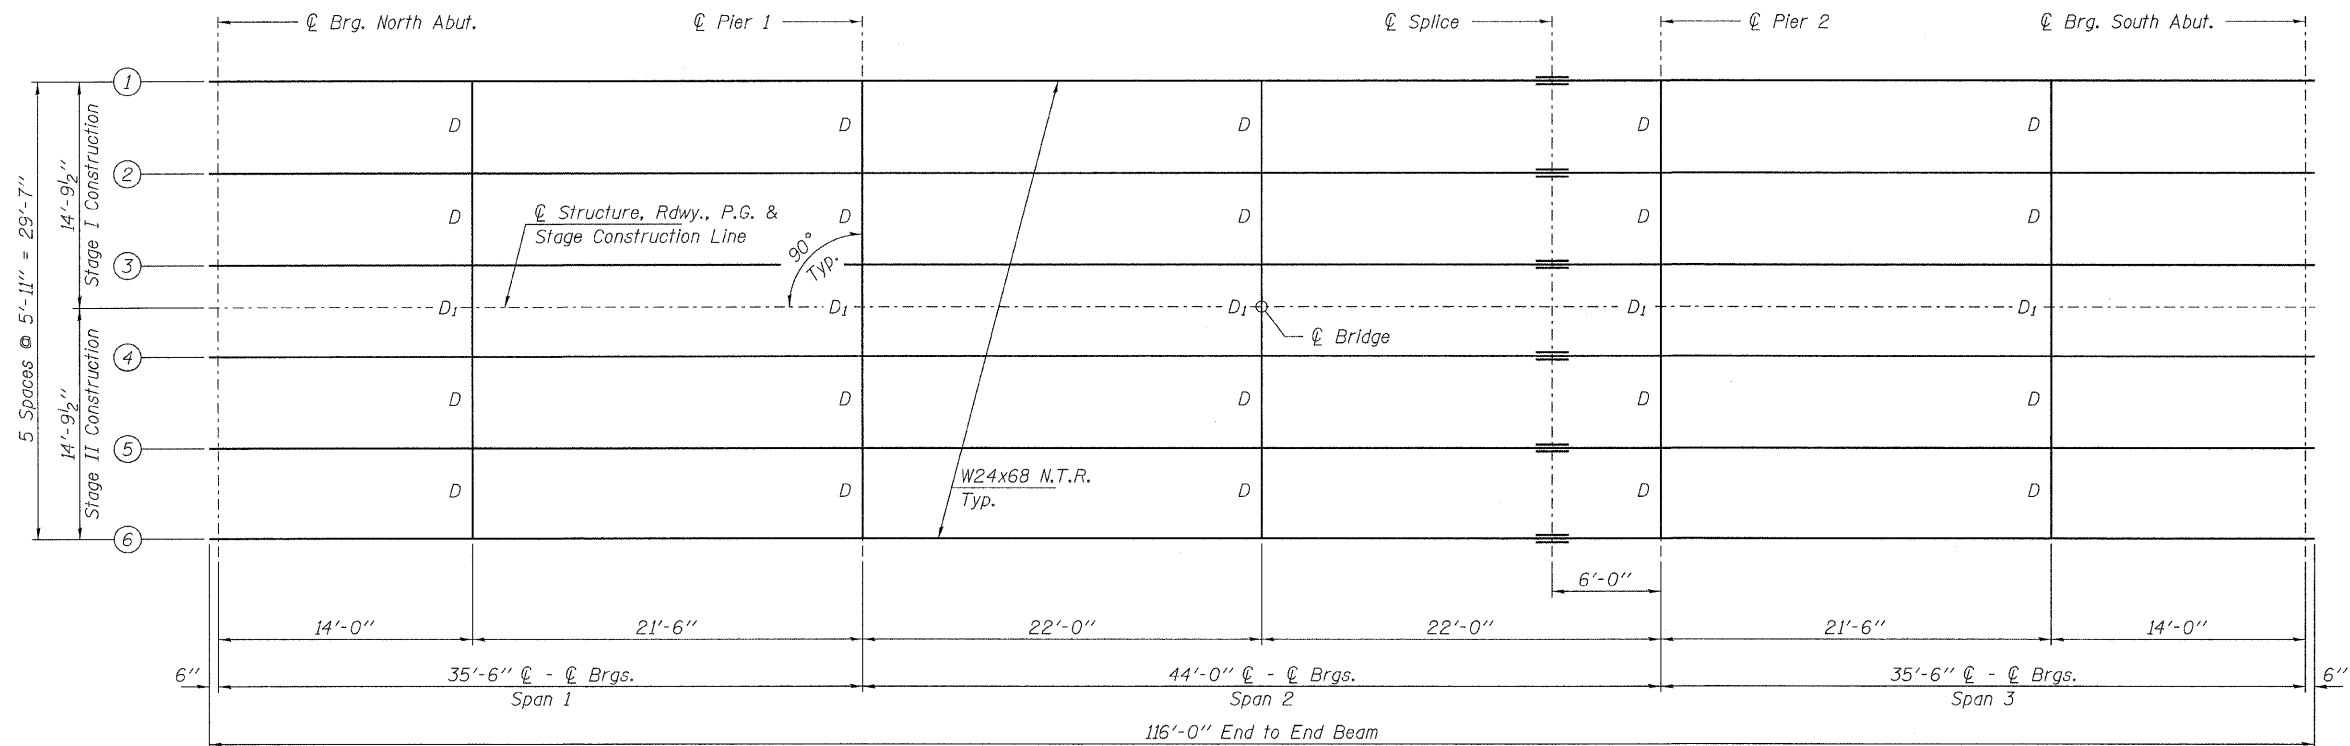 ℄ Brg. North Abut.
℄ Pier 1
℄ Splice
℄ Pier 2
℄ Brg. South Abut.
5 Spaces @ 5'-11" = 29'-7"
14'-9½"
Stage I Construction
14'-9½"
Stage II Construction
1
2
3
4
5
6
D
D
D
D
D
D
D
D
D
D
℄ Structure, Rdwy., P.G. &
Stage Construction Line
90°
Typ.
D₁
D₁
D₁
D₁
D₁
℄ Bridge
D
D
D
D
D
W24x68 N.T.R.
Typ.
D
D
D
D
D
6'-0"
14'-0"
21'-6"
22'-0"
22'-0"
21'-6"
14'-0"
6"
35'-6" ℄ - ℄ Brgs.
Span 1
44'-0" ℄ - ℄ Brgs.
Span 2
35'-6" ℄ - ℄ Brgs.
Span 3
6"
116'-0" End to End Beam